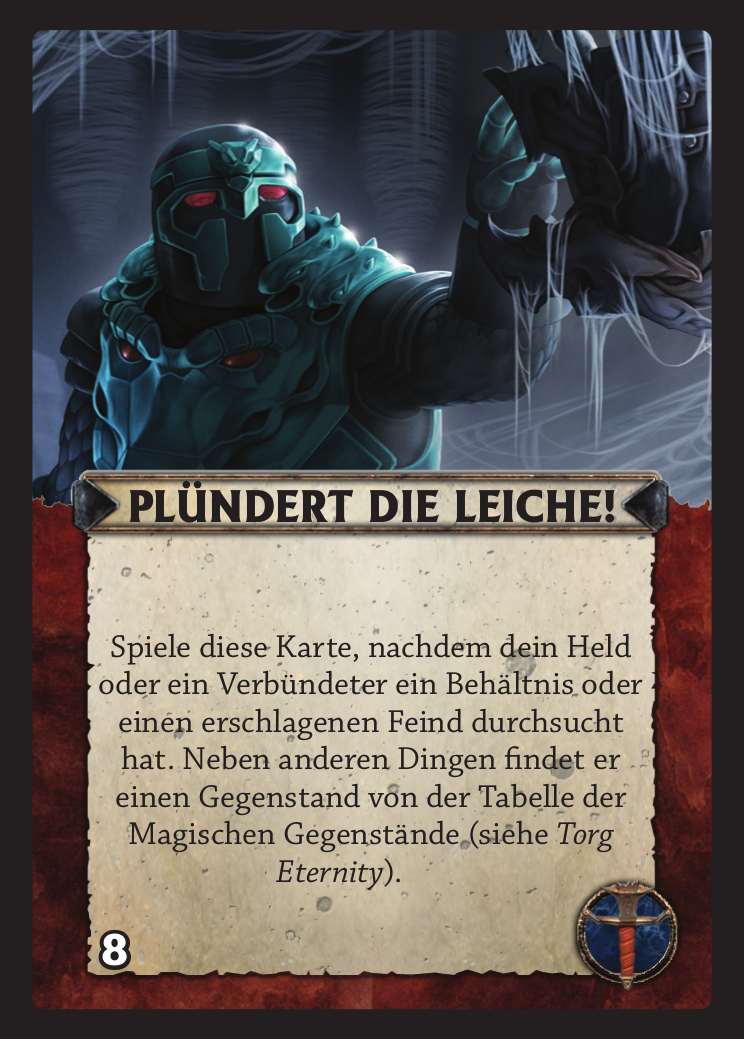 PLÜNDERT DIE LEICHE!
Spiele diese Karte, nachdem dein Held
oder ein Verbündeter ein Behältnis oder
einen erschlagenen Feind durchsucht
hat. Neben anderen Dingen findet er
einen Gegenstand von der Tabelle der
Magischen Gegenstände (siehe Torg
Eternity).
8